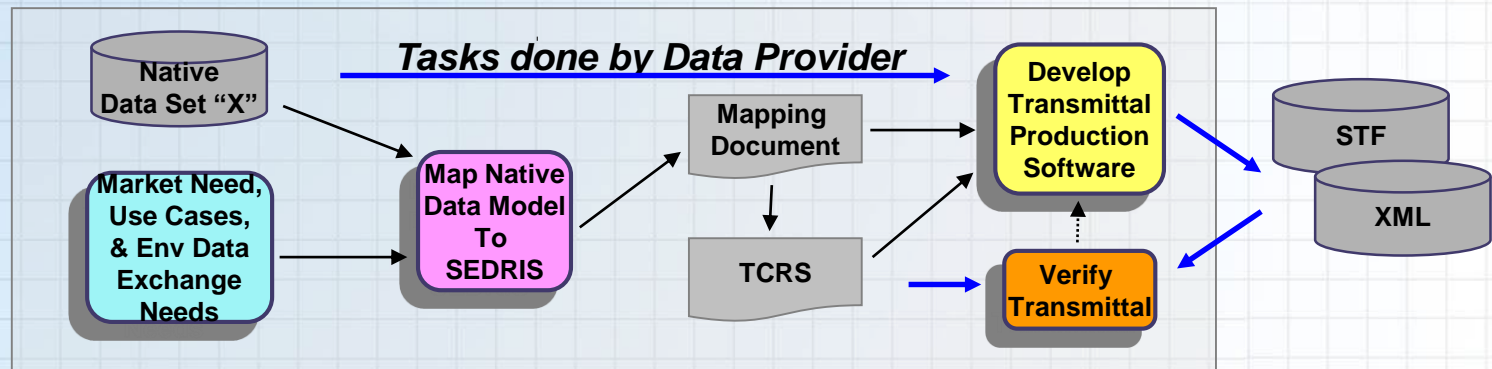 Tasks done by Data Provider
Native
Data Set “X”
Market Need,
Use Cases,
& Env Data
Exchange
Needs
Map Native
Data Model
To
SEDRIS
Mapping
Document
TCRS
Develop
Transmittal
Production
Software
Verify
Transmittal
STF
XML